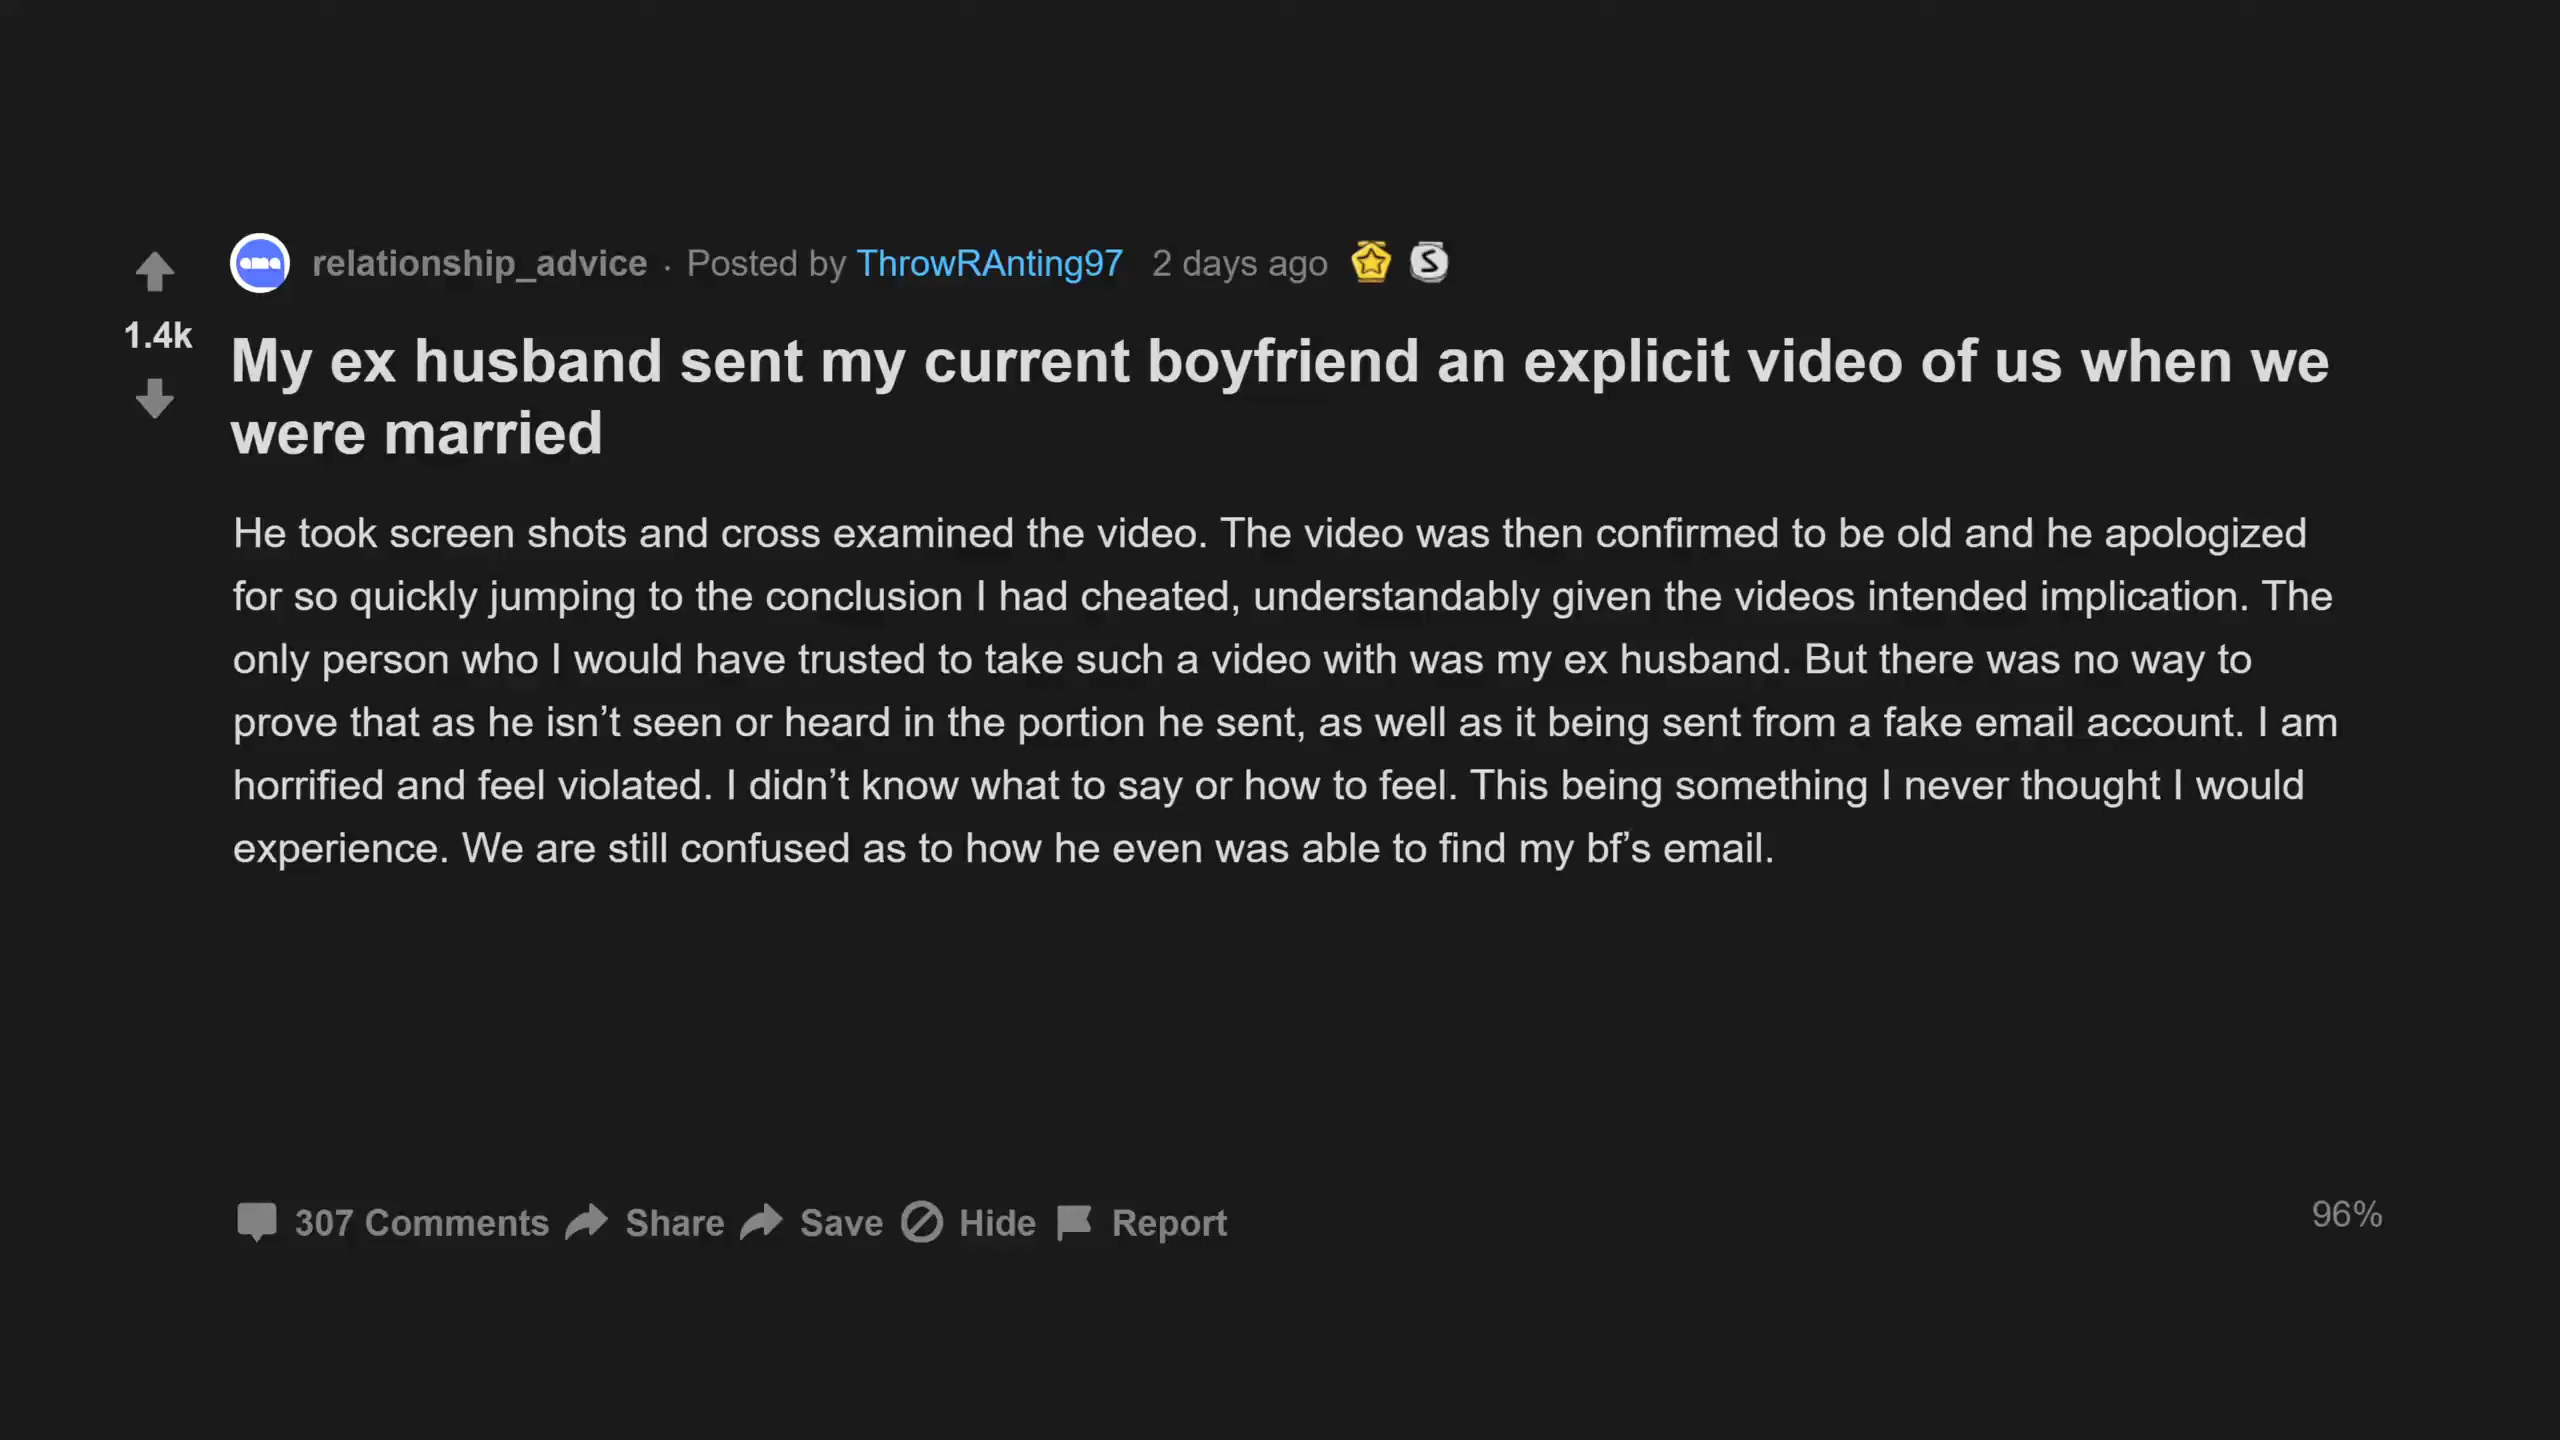 relationship_advice · Posted by ThrowRAnting97 2 days ago
1.4k
My ex husband sent my current boyfriend an explicit video of us when we
were married
He took screen shots and cross examined the video. The video was then confirmed to be old and he apologized
for so quickly jumping to the conclusion I had cheated, understandably given the videos intended implication. The
only person who I would have trusted to take such a video with was my ex husband. But there was no way to
prove that as he isn’t seen or heard in the portion he sent, as well as it being sent from a fake email account. I am
horrified and feel violated. I didn’t know what to say or how to feel. This being something I never thought I would
experience. We are still confused as to how he even was able to find my bf’s email.
307 Comments Share Save Hide Report
96%